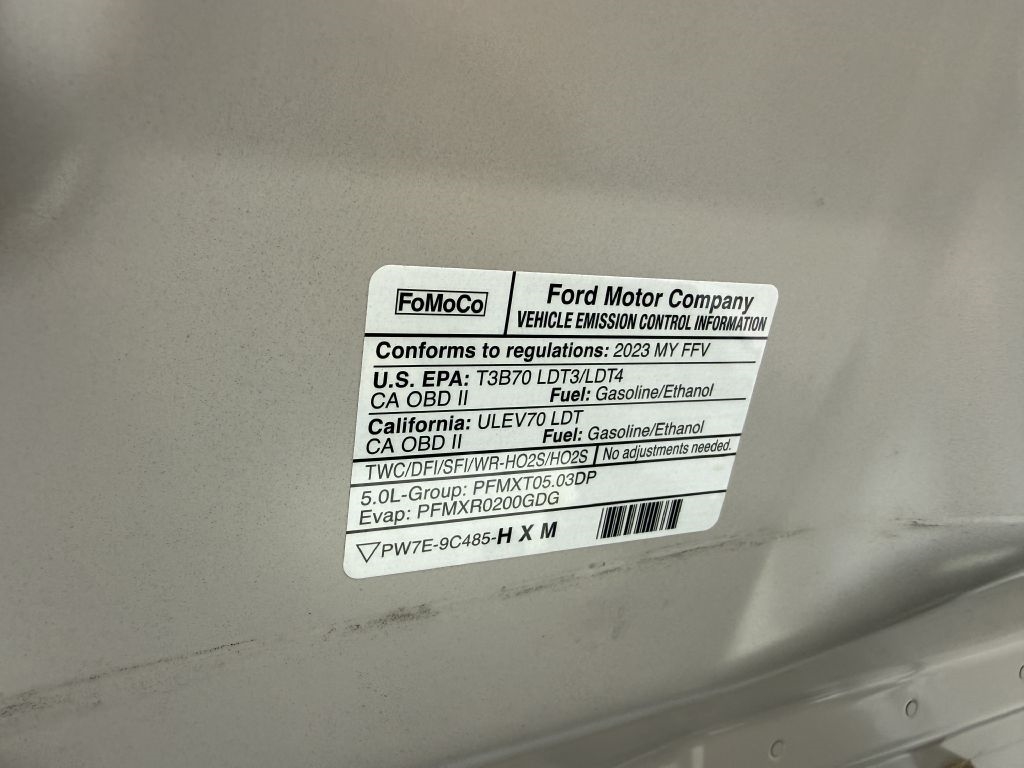 FoMoCo
Ford Motor Company
VEHICLE EMISSION CONTROL INFORMATION
Conforms to regulations: 2023 MY FFV
U.S. EPA: T3B70 LDT3/LDT4
CA OBD II Fuel: Gasoline/Ethanol
California: ULEV70 LDT
CA OBD II Fuel: Gasoline/Ethanol
TWC/DFI/SFI/WR-HO2S/HO2S No adjustments needed.
5.0L-Group: PFMXT05.03DP
Evap: PFMXR0200GDG
PW7E-9C485-H X M